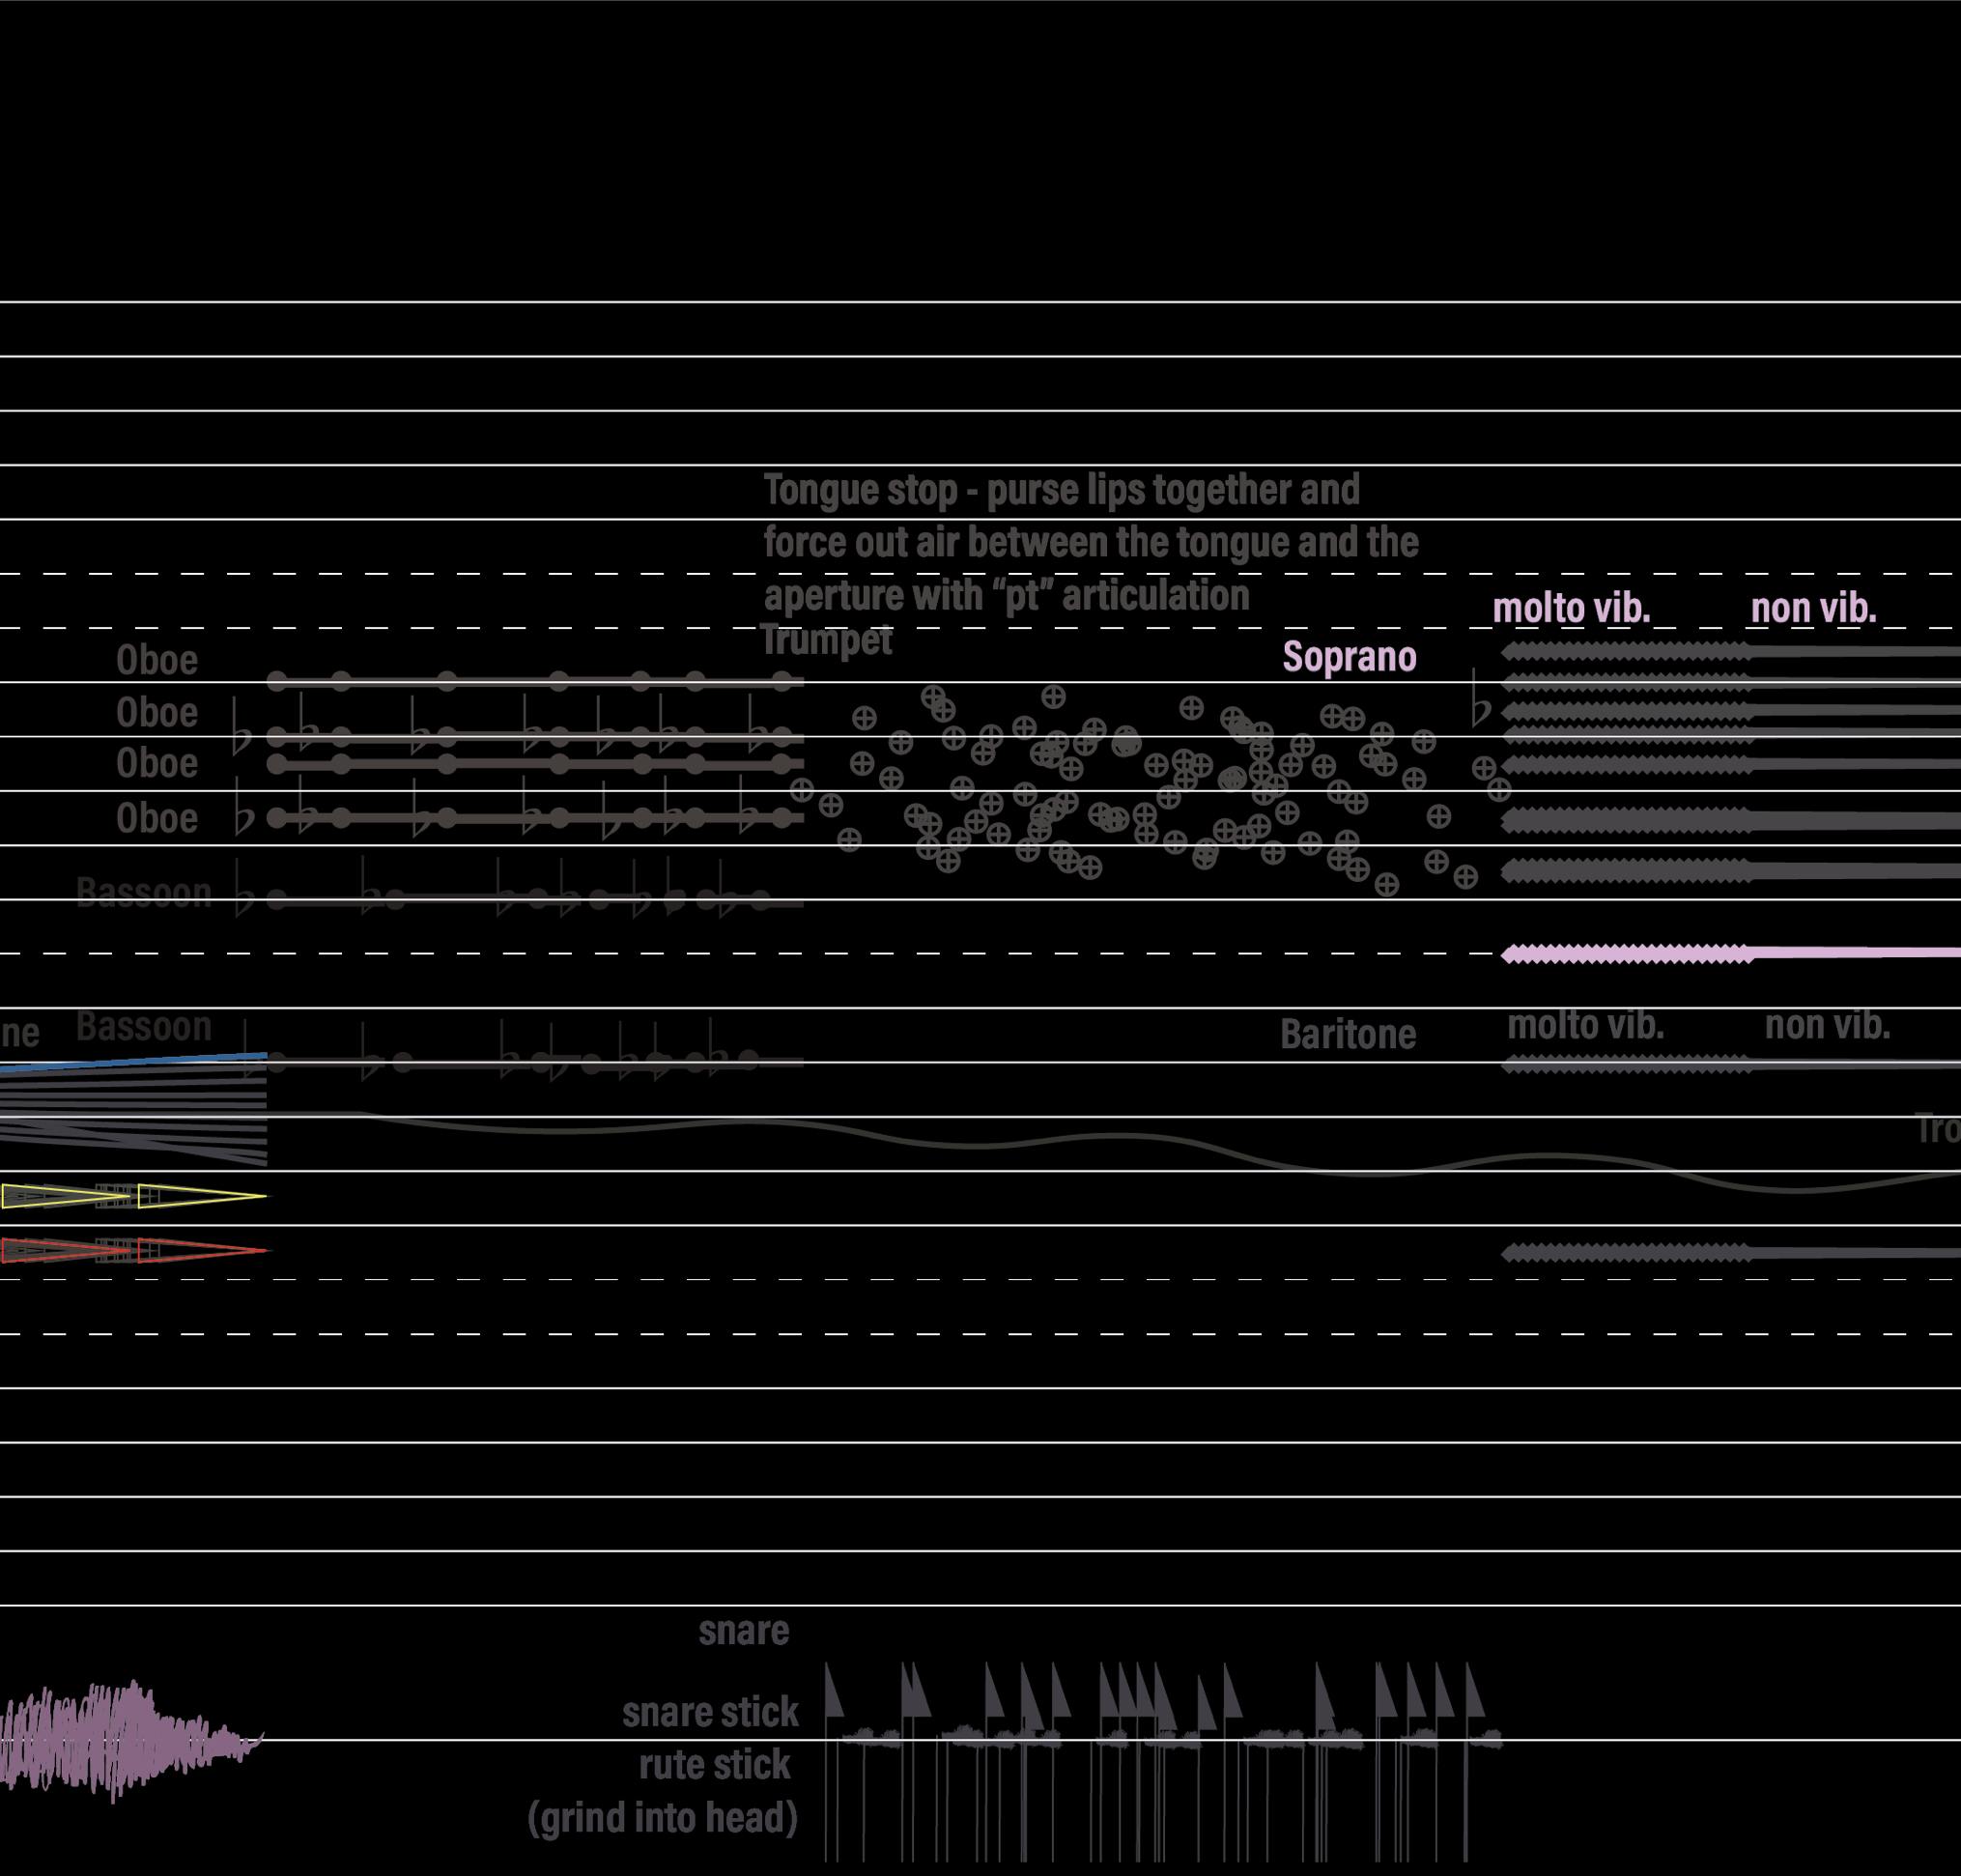 Tongue stop - purse lips together and
force out air between the tongue and the
aperture with “pt” articulation
molto vib.
non vib.
Trumpet
Oboe
Soprano
Oboe
Oboe
Oboe
Bassoon
ne
Bassoon
Baritone
molto vib.
non vib.
Tro
snare
snare stick
rute stick
(grind into head)